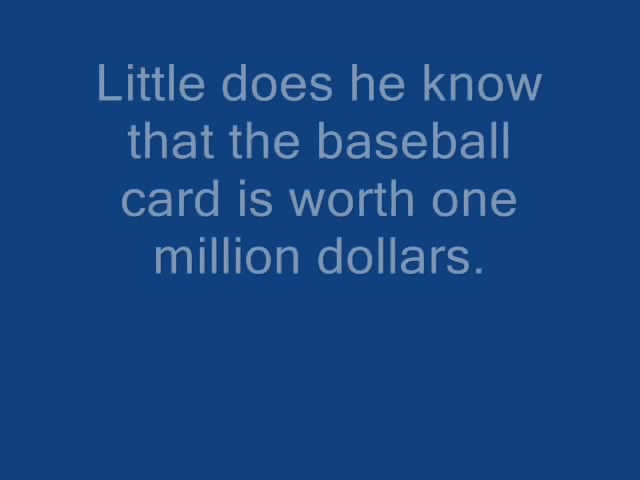 Little does he know
that the baseball
card is worth one
million dollars.